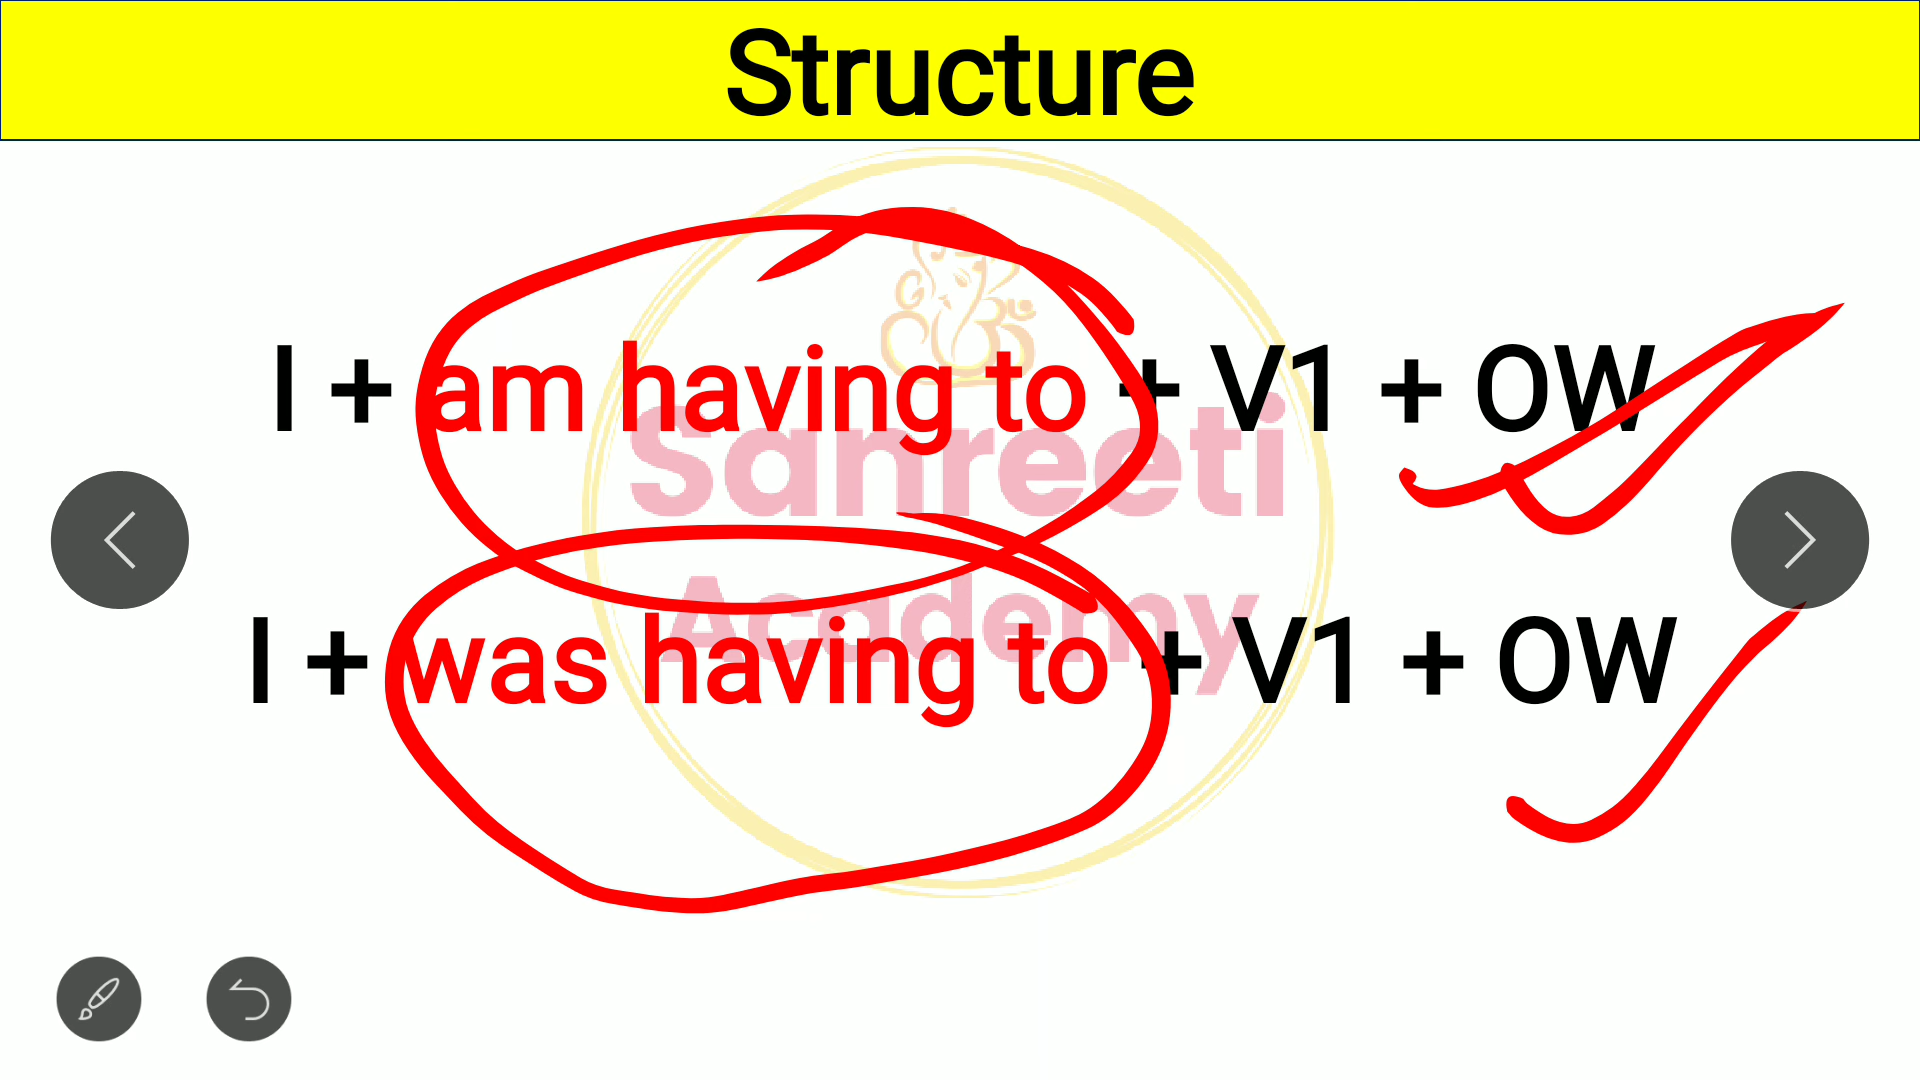 Structure
I + am having to + V1 + OW
Sanreeti
I + was having to + V1 + OW
Academy